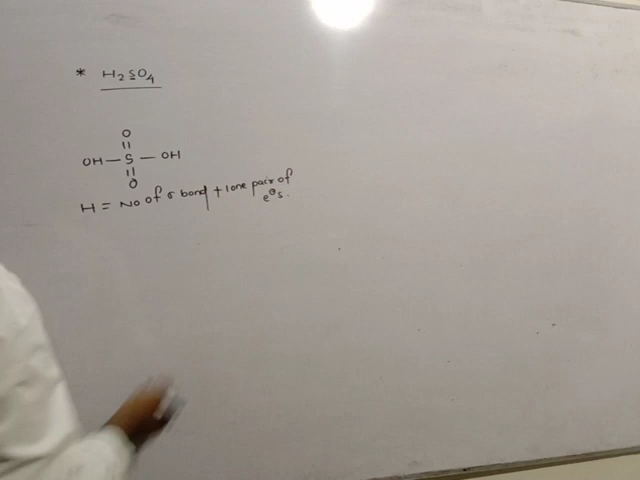 * H2SO4
O
||
OH — S — OH
||
O
H = No of σ bond + lone pair of
e⊖s.